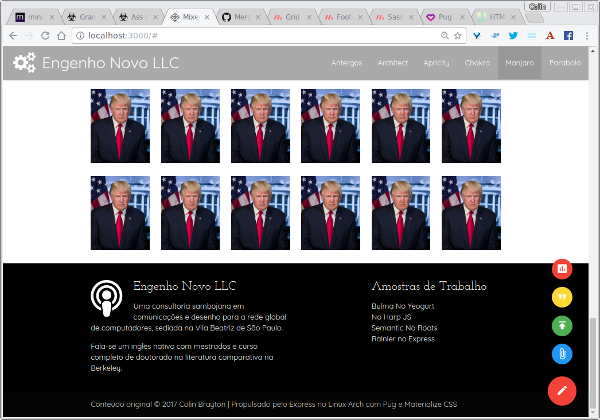 Colin
mini
Gra
Ass
Mixe
Merg
Grid
Foot
Sass
Pug
HTM
localhost:3000/#
Engenho Novo LLC
Antergos Architect Apricity Chakra Manjaro Parabola
Engenho Novo LLC
Uma consultoria sambojana em
comunicações e desenho para a rede global
de computadores, sediada na Vila Beatriz de São Paulo.
Fala-se um inglês nativo com mestrados e curso
completo de doutorado na literatura comparativa na
Berkeley.
Amostras de Trabalho
Bulma No Yeogurt
No Harp JS
Semantic No Roots
Rainier no Express
Conteúdo original © 2017 Colin Brayton | Propulsado pelo Express no Linux Arch com Pug e Materialize CSS